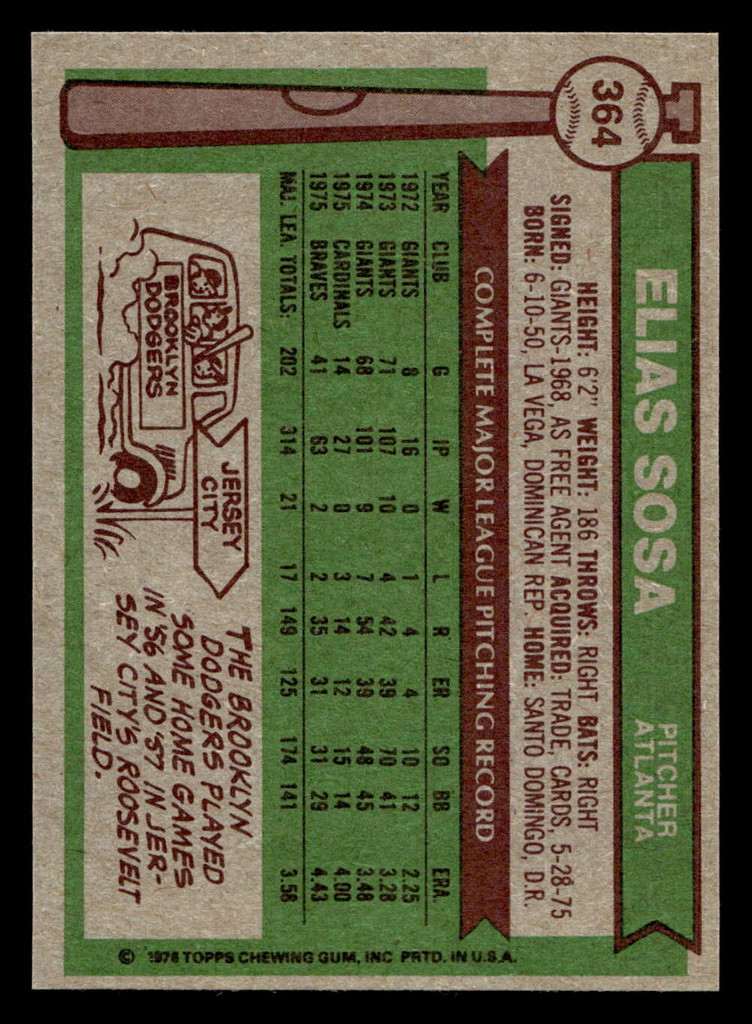 364
ELIAS SOSA
PITCHER
ATLANTA
HEIGHT: 6'2" WEIGHT: 186 THROWS: RIGHT BATS: RIGHT
SIGNED: GIANTS-1968, AS FREE AGENT ACQUIRED: TRADE, CARDS, 5-28-75
BORN: 6-10-50, LA VEGA, DOMINICAN REP. HOME: SANTO DOMINGO, D.R.
COMPLETE MAJOR LEAGUE PITCHING RECORD
YEAR CLUB G IP W L R ER SO BB ERA
1972 GIANTS 8 16 0 1 4 4 10 12 2.25
1973 GIANTS 71 107 10 4 42 39 70 41 3.28
1974 GIANTS 68 101 9 7 54 39 48 45 3.48
1975 CARDINALS 14 27 0 3 14 12 15 14 4.00
1975 BRAVES 41 63 2 2 35 31 31 29 4.43
MAJ. LEA. TOTALS: 202 314 21 17 149 125 174 141 3.58
BROOKLYN
DODGERS
JERSEY
CITY
THE BROOKLYN
DODGERS PLAYED
SOME HOME GAMES
IN '56 AND '57 IN JER-
SEY CITY'S ROOSEVELT
FIELD.
© 1976 TOPPS CHEWING GUM, INC PRTD. IN U.S.A.